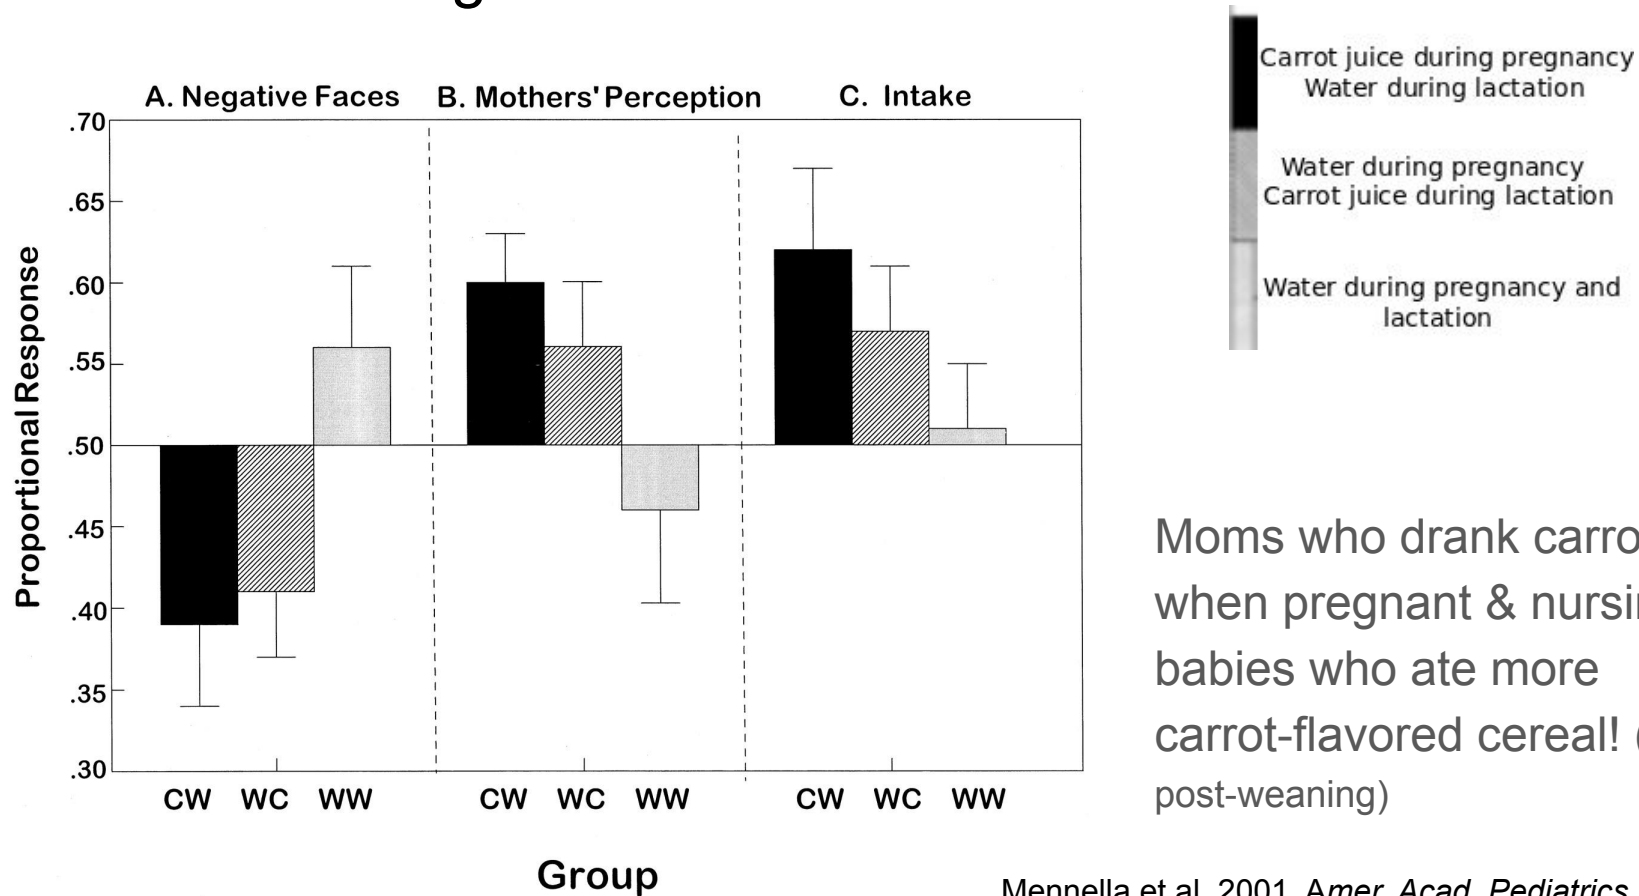 A. Negative Faces
B. Mothers' Perception
C. Intake
.70
.65
.60
.55
.50
.45
.40
.35
.30
Proportional Response
CW WC WW
CW WC WW
CW WC WW
Group
Carrot juice during pregnancy
Water during lactation
Water during pregnancy
Carrot juice during lactation
Water during pregnancy and
lactation
Moms who drank
when pregnant &
babies who ate more
carrot-flavored cereal! (
post-weaning)
Mennella et al. 2001. Amer. Acad. Pediatrics